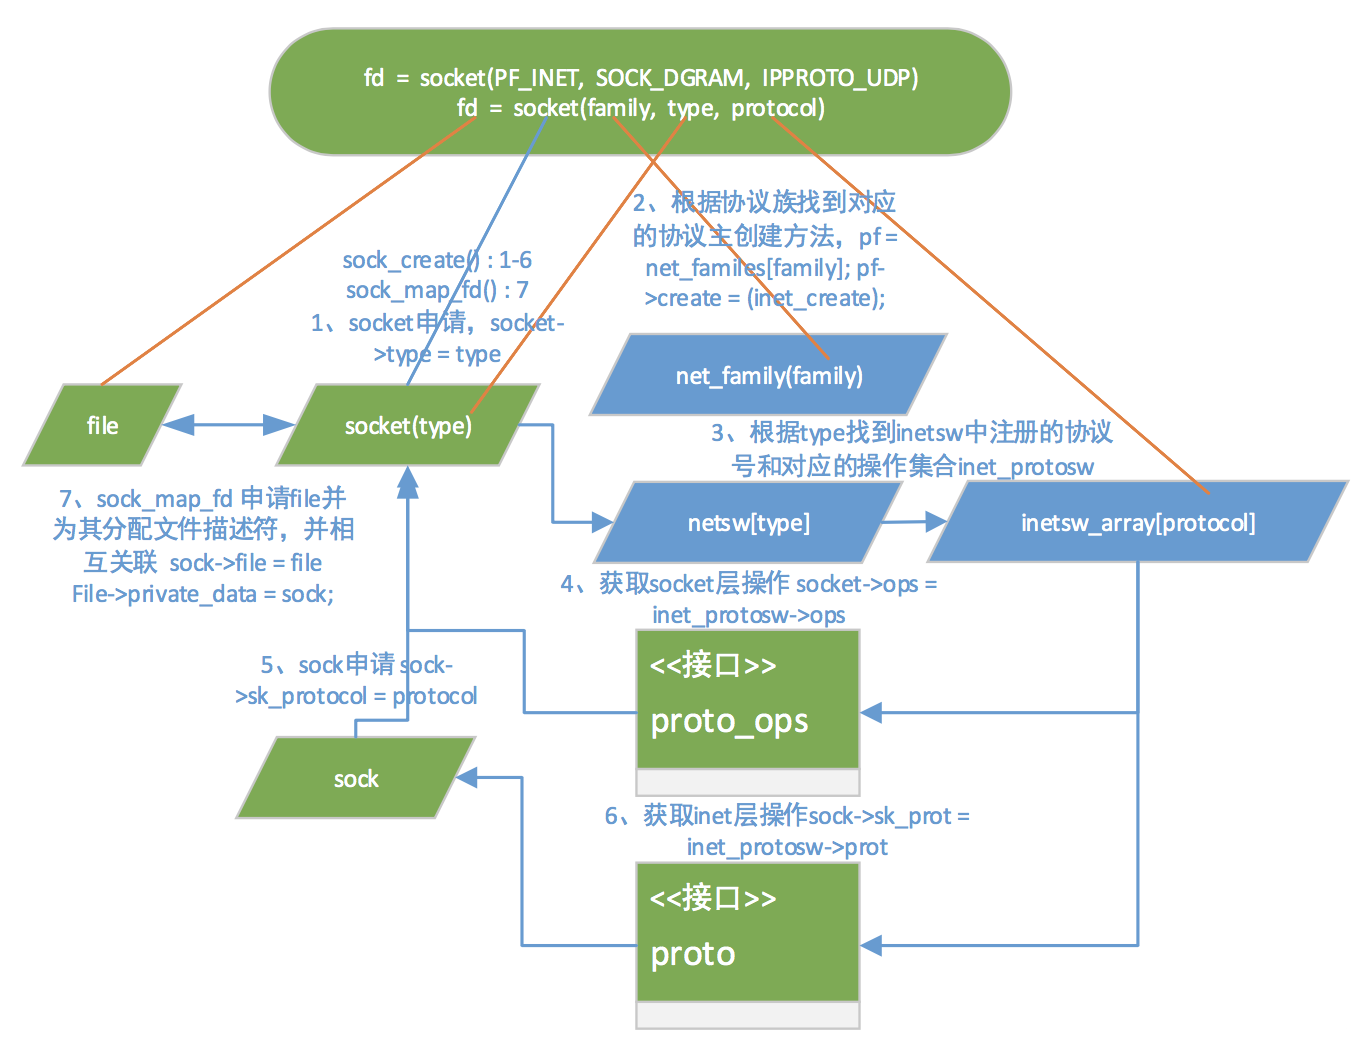 fd = socket(PF_INET, SOCK_DGRAM, IPPROTO_UDP)
fd = socket(family, type, protocol)
2、根据协议族找到对应
的协议主创建方法，pf =
net_familes[family]; pf-
>create = (inet_create);
sock_create() : 1-6
sock_map_fd() : 7
1、socket申请，socket-
>type = type
net_family(family)
file
socket(type)
3、根据type找到inetsw中注册的协议
号和对应的操作集合inet_protosw
7、sock_map_fd 申请file并
为其分配文件描述符，并相
互关联 sock->file = file
File->private_data = sock;
netsw[type]
inetsw_array[protocol]
4、获取socket层操作 socket->ops =
inet_protosw->ops
<<接口>>
proto_ops
5、sock申请 sock-
>sk_protocol = protocol
sock
6、获取inet层操作sock->sk_prot =
inet_protosw->prot
<<接口>>
proto